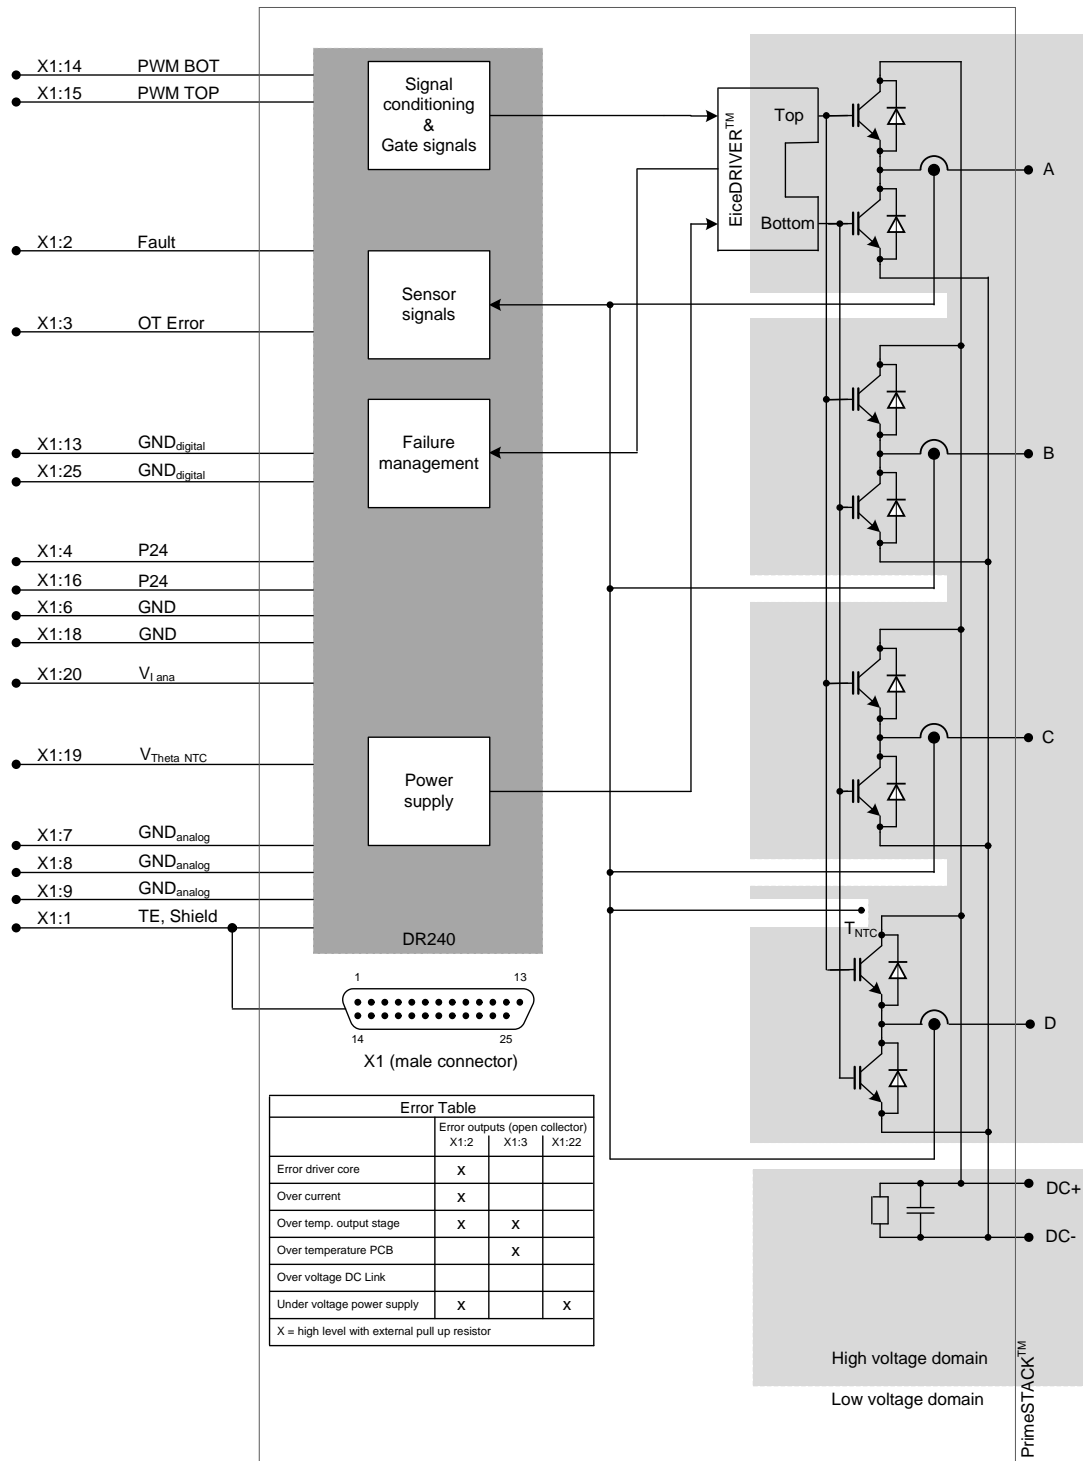 X1:14 PWM BOT
X1:15 PWM TOP
X1:2 Fault
X1:3 OT Error
X1:13 GNDdigital
X1:25 GNDdigital
X1:4 P24
X1:16 P24
X1:6 GND
X1:18 GND
X1:20 VI ana
X1:19 VTheta NTC
X1:7 GNDanalog
X1:8 GNDanalog
X1:9 GNDanalog
X1:1 TE, Shield
Signal
conditioning
&
Gate signals
Sensor
signals
Failure
management
Power
supply
DR240
EiceDRIVER™
Top
Bottom
A
B
C
TNTC
D
DC+
DC-
1 13
14 25
X1 (male connector)
Error Table
Error outputs (open collector)
X1:2 X1:3 X1:22
Error driver core x
Over current x
Over temp. output stage x x
Over temperature PCB x
Over voltage DC Link
Under voltage power supply x x
X = high level with external pull up resistor
High voltage domain
Low voltage domain
PrimeSTACK™